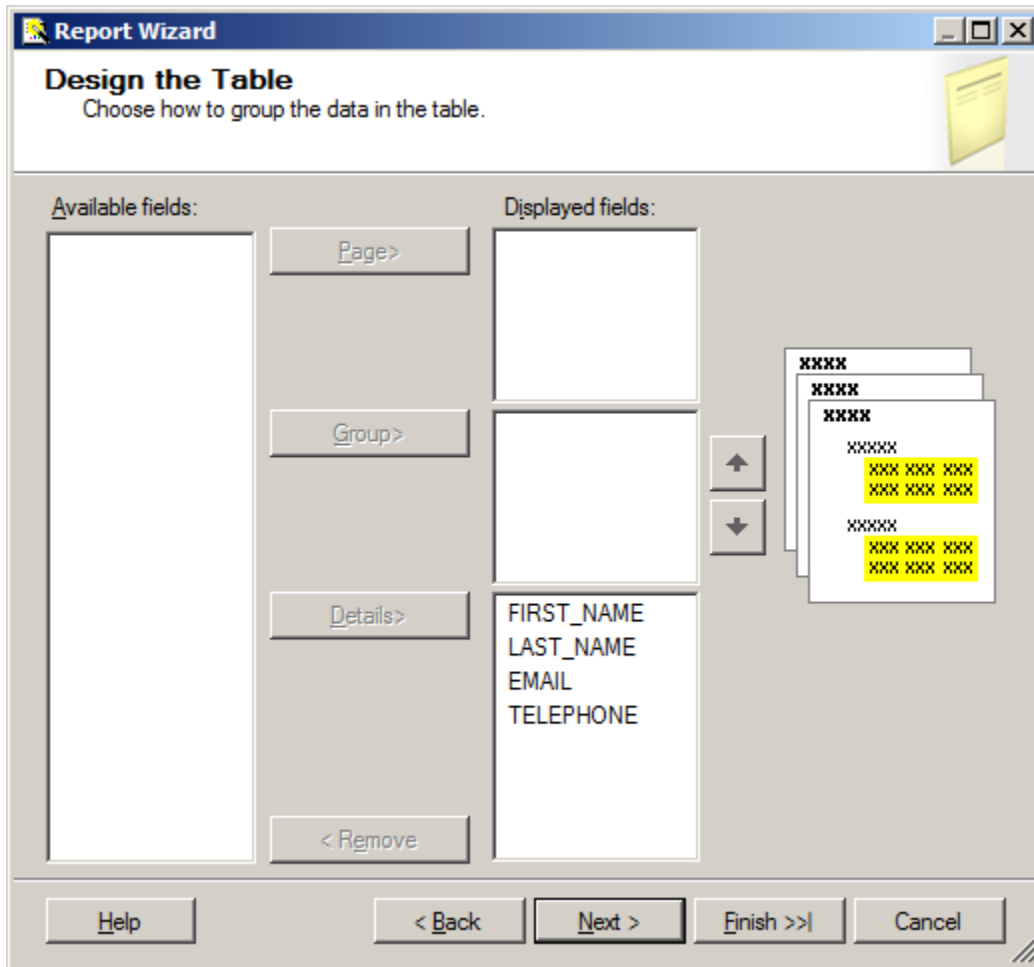 Report Wizard
Design the Table
Choose how to group the data in the table.
Available fields:
Displayed fields:
Page>
Group>
Details>
< Remove
FIRST_NAME
LAST_NAME
EMAIL
TELEPHONE
xxxx
xxxx
xxxx
xxxxx
xxx xxx xxx
xxx xxx xxx
xxxxx
xxx xxx xxx
xxx xxx xxx
Help
< Back
Next >
Finish >>|
Cancel